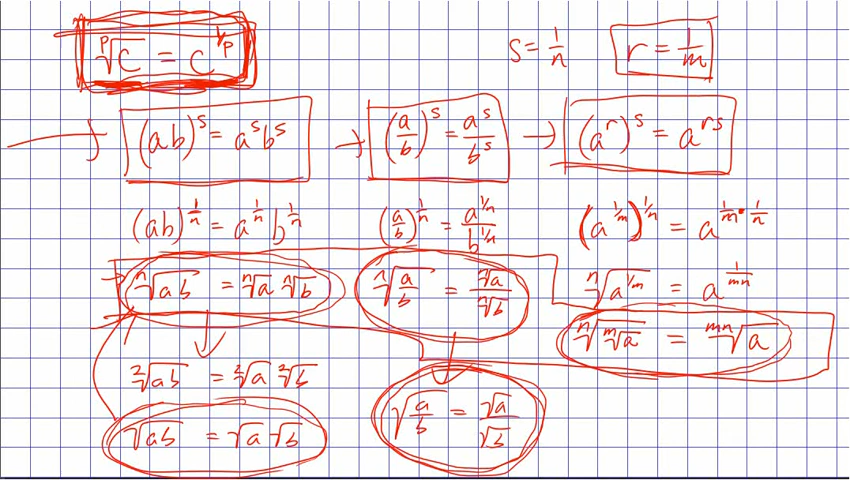 ᵖ√c = c^(1/p)    s = 1/n    r = 1/m
→ (ab)^s = a^s b^s → (a/b)^s = a^s/b^s → (a^r)^s = a^(rs)
(ab)^(1/n) = a^(1/n) b^(1/n)    (a/b)^(1/n) = a^(1/n)/b^(1/n)    (a^(1/m))^(1/n) = a^(1/m · 1/n)
→ ⁿ√(ab) = ⁿ√a ⁿ√b    ⁿ√(a/b) = ⁿ√a/ⁿ√b    ⁿ√(a^(1/m)) = a^(1/(mn))
ⁿ√(ᵐ√a) = ᵐⁿ√a
²√(ab) = ²√a ²√b
√(ab) = √a √b    √(a/b) = √a/√b